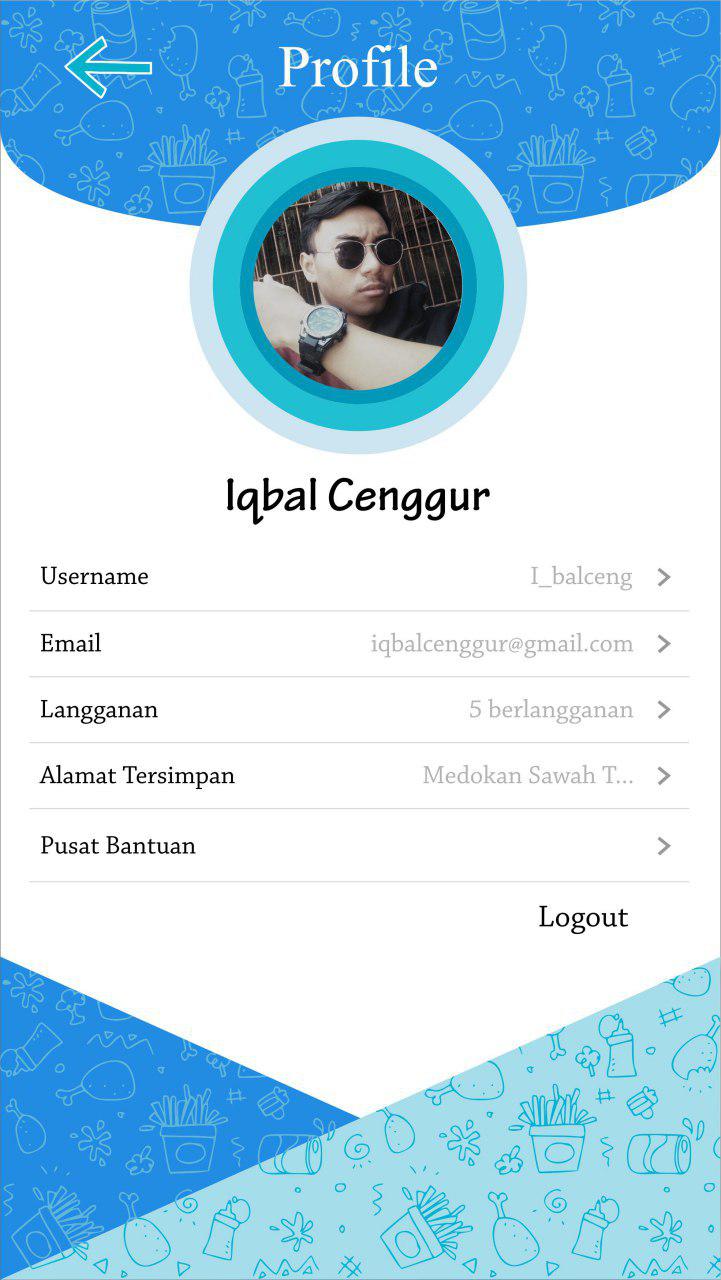 Profile
Iqbal Cenggur
Username I_balceng
Email iqbalcenggur@gmail.com
Langganan 5 berlangganan
Alamat Tersimpan Medokan Sawah T...
Pusat Bantuan
Logout